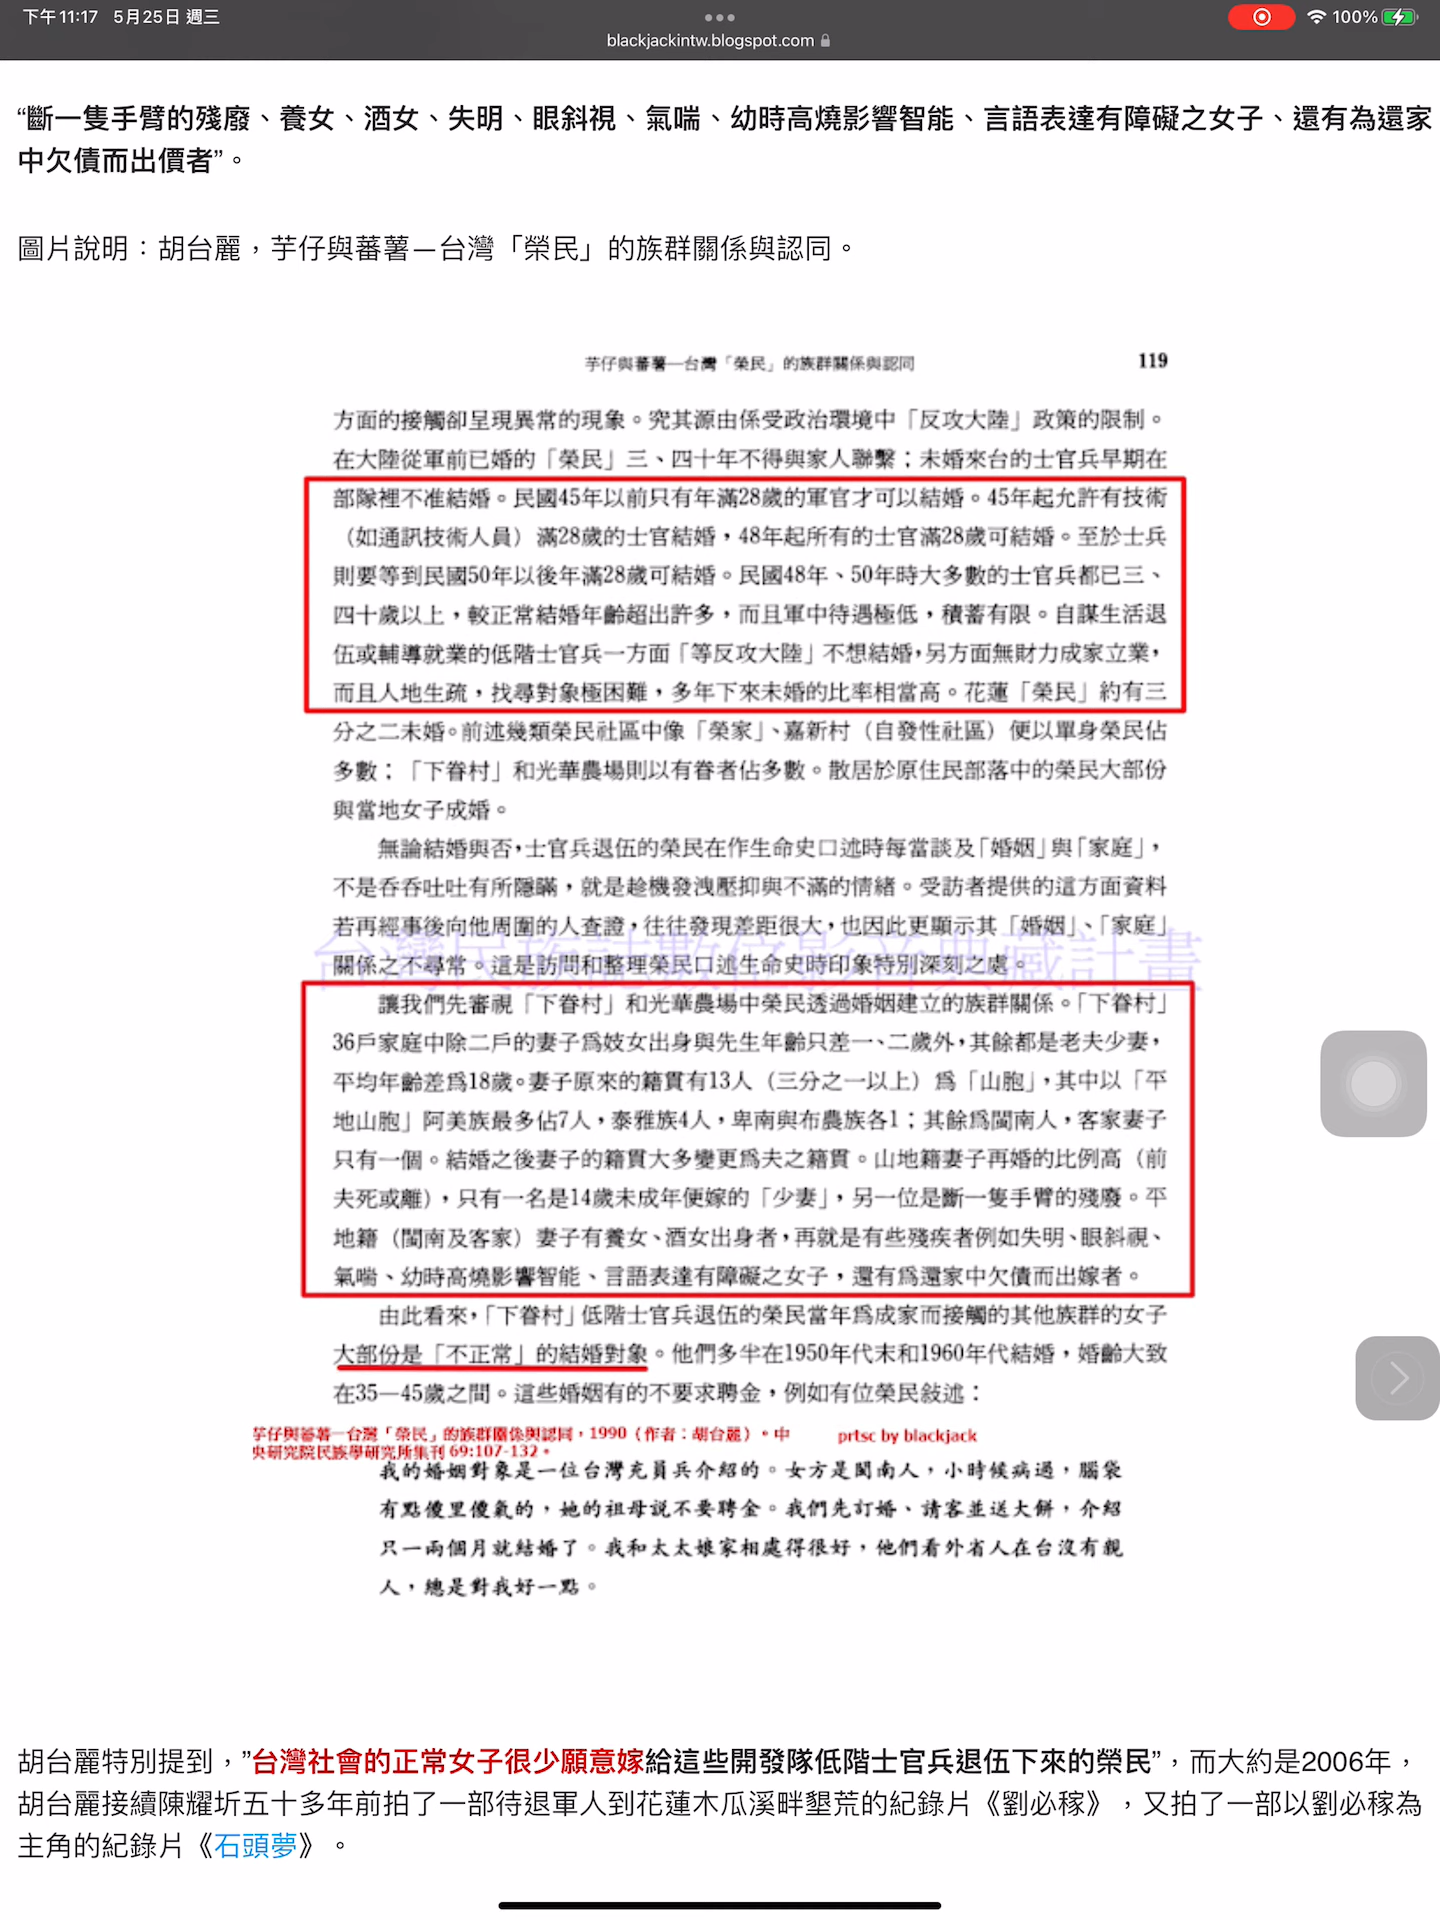 下午11:17 5月25日 週三
100%
blackjackintw.blogspot.com
“斷一隻手臂的殘廢、養女、酒女、失明、眼斜視、氣喘、幼時高燒影響智能、言語表達有障礙之女子、還有為還家
中欠債而出價者”。
圖片說明：胡台麗，芋仔與蕃薯—台灣「榮民」的族群關係與認同。
芋仔與蕃薯—台灣「榮民」的族群關係與認同 119
方面的接觸卻呈現異常的現象。究其源由係受政治環境中「反攻大陸」政策的限制。
在大陸從軍前已婚的「榮民」三、四十年不得與家人聯繫；未婚來台的士官兵早期在
部隊裡不准結婚。民國45年以前只有年滿28歲的軍官才可以結婚。45年起允許有技術
（如通訊技術人員）滿28歲的士官結婚，48年起所有的士官滿28歲可結婚。至於士兵
則要等到民國50年以後年滿28歲可結婚。民國48年、50年時大多數的士官兵都已三、
四十歲以上，較正常結婚年齡超出許多，而且軍中待遇極低，積蓄有限。自謀生活退
伍或輔導就業的低階士官兵一方面「等反攻大陸」不想結婚，另方面無財力成家立業，
而且人地生疏，找尋對象極困難，多年下來未婚的比率相當高。花蓮「榮民」約有三
分之二未婚。前述幾類榮民社區中像「榮家」、嘉新村（自發性社區）便以單身榮民佔
多數；「下眷村」和光華農場則以有眷者佔多數。散居於原住民部落中的榮民大部份
與當地女子成婚。
無論結婚與否，士官兵退伍的榮民在作生命史口述時每當談及「婚姻」與「家庭」，
不是吞吞吐吐有所隱瞞，就是趁機發洩壓抑與不滿的情緒。受訪者提供的這方面資料
若再經事後向他周圍的人查證，往往發現差距很大，也因此更顯示其「婚姻」、「家庭」
台灣民族誌數位影音典藏計畫
關係之不尋常。這是訪問和整理榮民口述生命史時印象特別深刻之處。
讓我們先審視「下眷村」和光華農場中榮民透過婚姻建立的族群關係。「下眷村」
36戶家庭中除二戶的妻子爲妓女出身與先生年齡只差一、二歲外，其餘都是老夫少妻，
平均年齡差爲18歲。妻子原來的籍貫有13人（三分之一以上）爲「山胞」，其中以「平
地山胞」阿美族最多佔7人，泰雅族4人，卑南與布農族各1；其餘爲閩南人，客家妻子
只有一個。結婚之後妻子的籍貫大多變更爲夫之籍貫。山地籍妻子再婚的比例高（前
夫死或離），只有一名是14歲未成年便嫁的「少妻」，另一位是斷一隻手臂的殘廢。平
地籍（閩南及客家）妻子有養女、酒女出身者，再就是有些殘疾者例如失明、眼斜視、
氣喘、幼時高燒影響智能、言語表達有障礙之女子，還有爲還家中欠債而出嫁者。
由此看來，「下眷村」低階士官兵退伍的榮民當年爲成家而接觸的其他族群的女子
大部份是「不正常」的結婚對象。他們多半在1950年代末和1960年代結婚，婚齡大致
在35—45歲之間。這些婚姻有的不要求聘金，例如有位榮民敍述：
芋仔與蕃薯—台灣「榮民」的族群關係與認同，1990（作者：胡台麗）。中 prtsc by blackjack
央研究院民族學研究所集刊 69:107-132。
我的婚姻對象是一位台灣充員兵介紹的。女方是閩南人，小時候病過，腦袋
有點傻里傻氣的，她的祖母說不要聘金。我們先訂婚、請客並送大餅，介紹
只一兩個月就結婚了。我和太太娘家相處得很好，他們看外省人在台沒有親
人，總是對我好一點。
胡台麗特別提到，”台灣社會的正常女子很少願意嫁給這些開發隊低階士官兵退伍下來的榮民”，而大約是2006年，
胡台麗接續陳耀圻五十多年前拍了一部待退軍人到花蓮木瓜溪畔墾荒的紀錄片《劉必稼》，又拍了一部以劉必稼為
主角的紀錄片《石頭夢》。